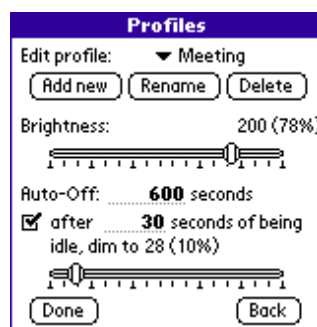 Profiles
Edit profile: Meeting
Add new Rename Delete
Brightness: 200 (78%)
Auto-Off: 600 seconds
after 30 seconds of being
idle, dim to 28 (10%)
Done Back